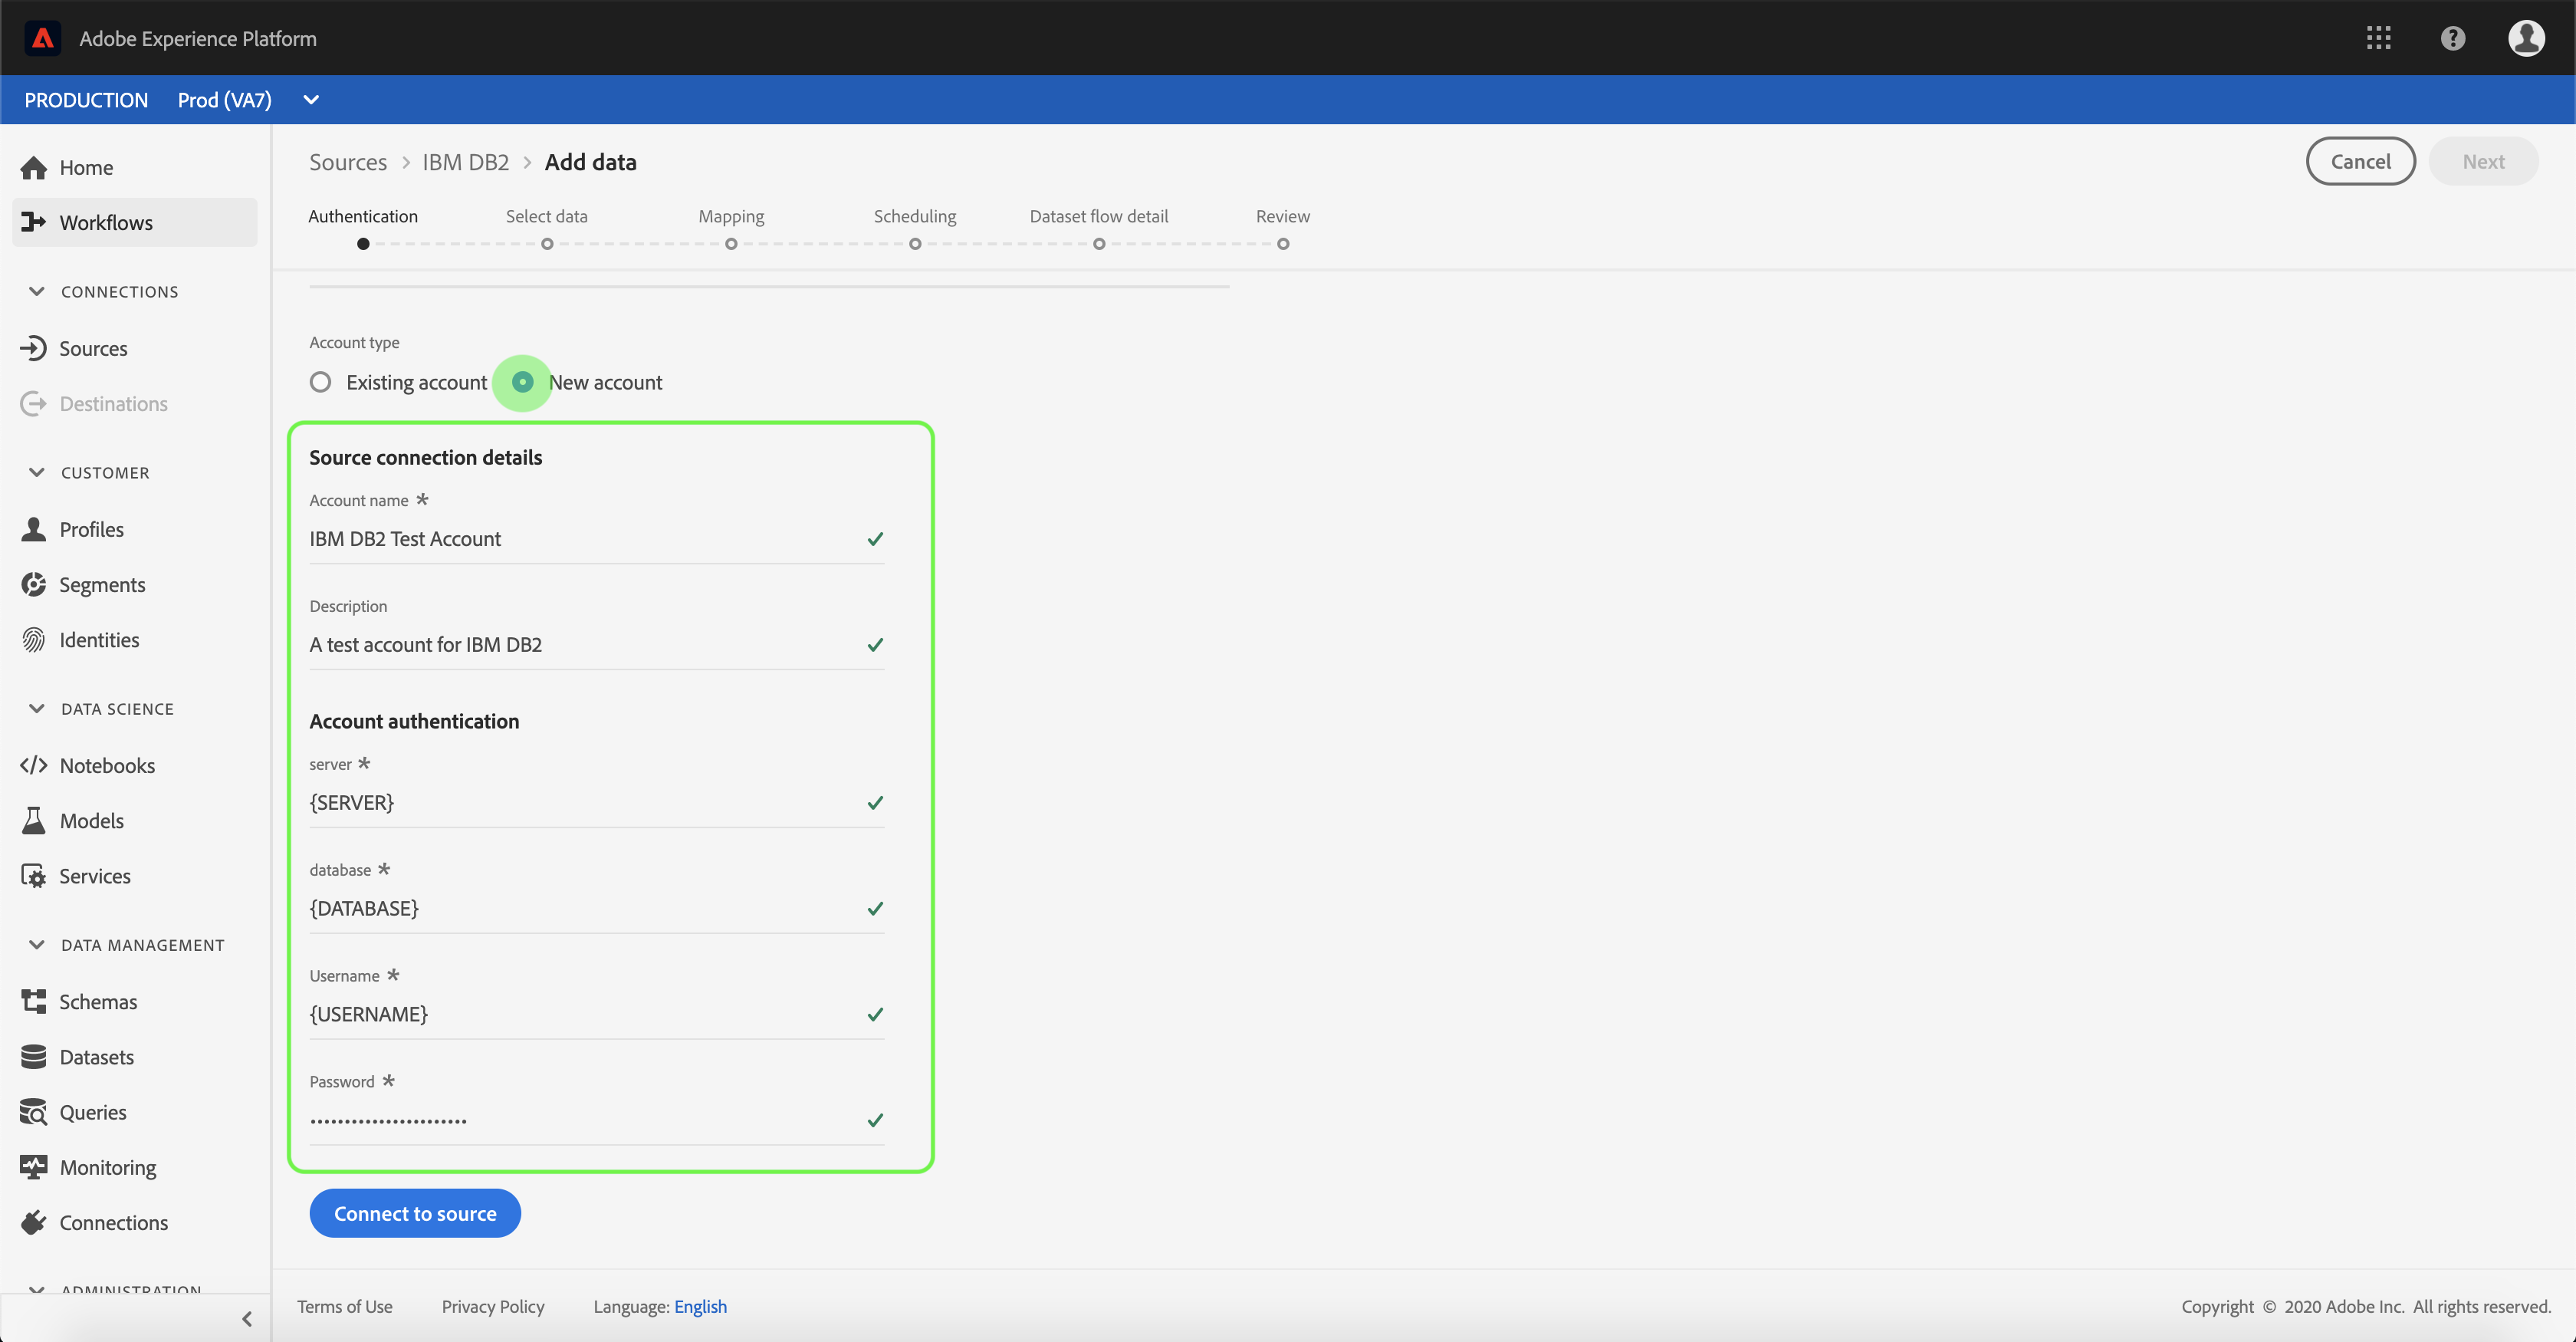 Adobe Experience Platform
PRODUCTION Prod (VA7)
Home
Workflows
CONNECTIONS
Sources
Destinations
CUSTOMER
Profiles
Segments
Identities
DATA SCIENCE
Notebooks
Models
Services
DATA MANAGEMENT
Schemas
Datasets
Queries
Monitoring
Connections
ADMINISTRATION
Sources > IBM DB2 > Add data
Cancel
Next
Authentication
Select data
Mapping
Scheduling
Dataset flow detail
Review
Account type
Existing account
New account
Source connection details
Account name *
IBM DB2 Test Account
Description
A test account for IBM DB2
Account authentication
server *
{SERVER}
database *
{DATABASE}
Username *
{USERNAME}
Password *
•••••••••••••••••••••••
Connect to source
Terms of Use
Privacy Policy
Language: English
Copyright © 2020 Adobe Inc. All rights reserved.